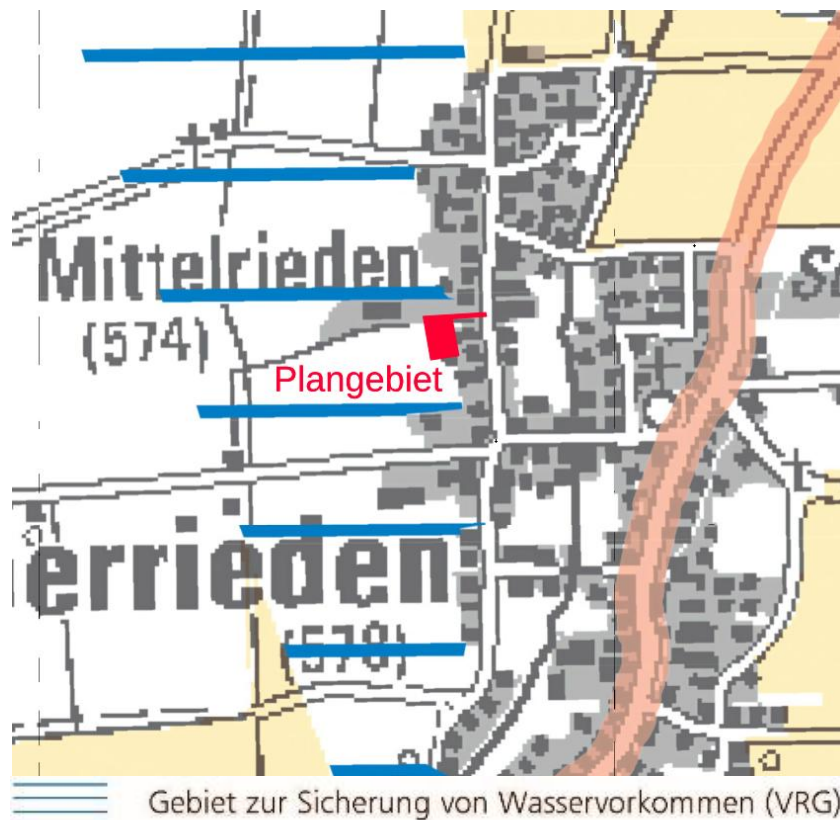 Mittelrieden
(574)
Plangebiet
errieden
(578)
Gebiet zur Sicherung von Wasservorkommen (VRG)